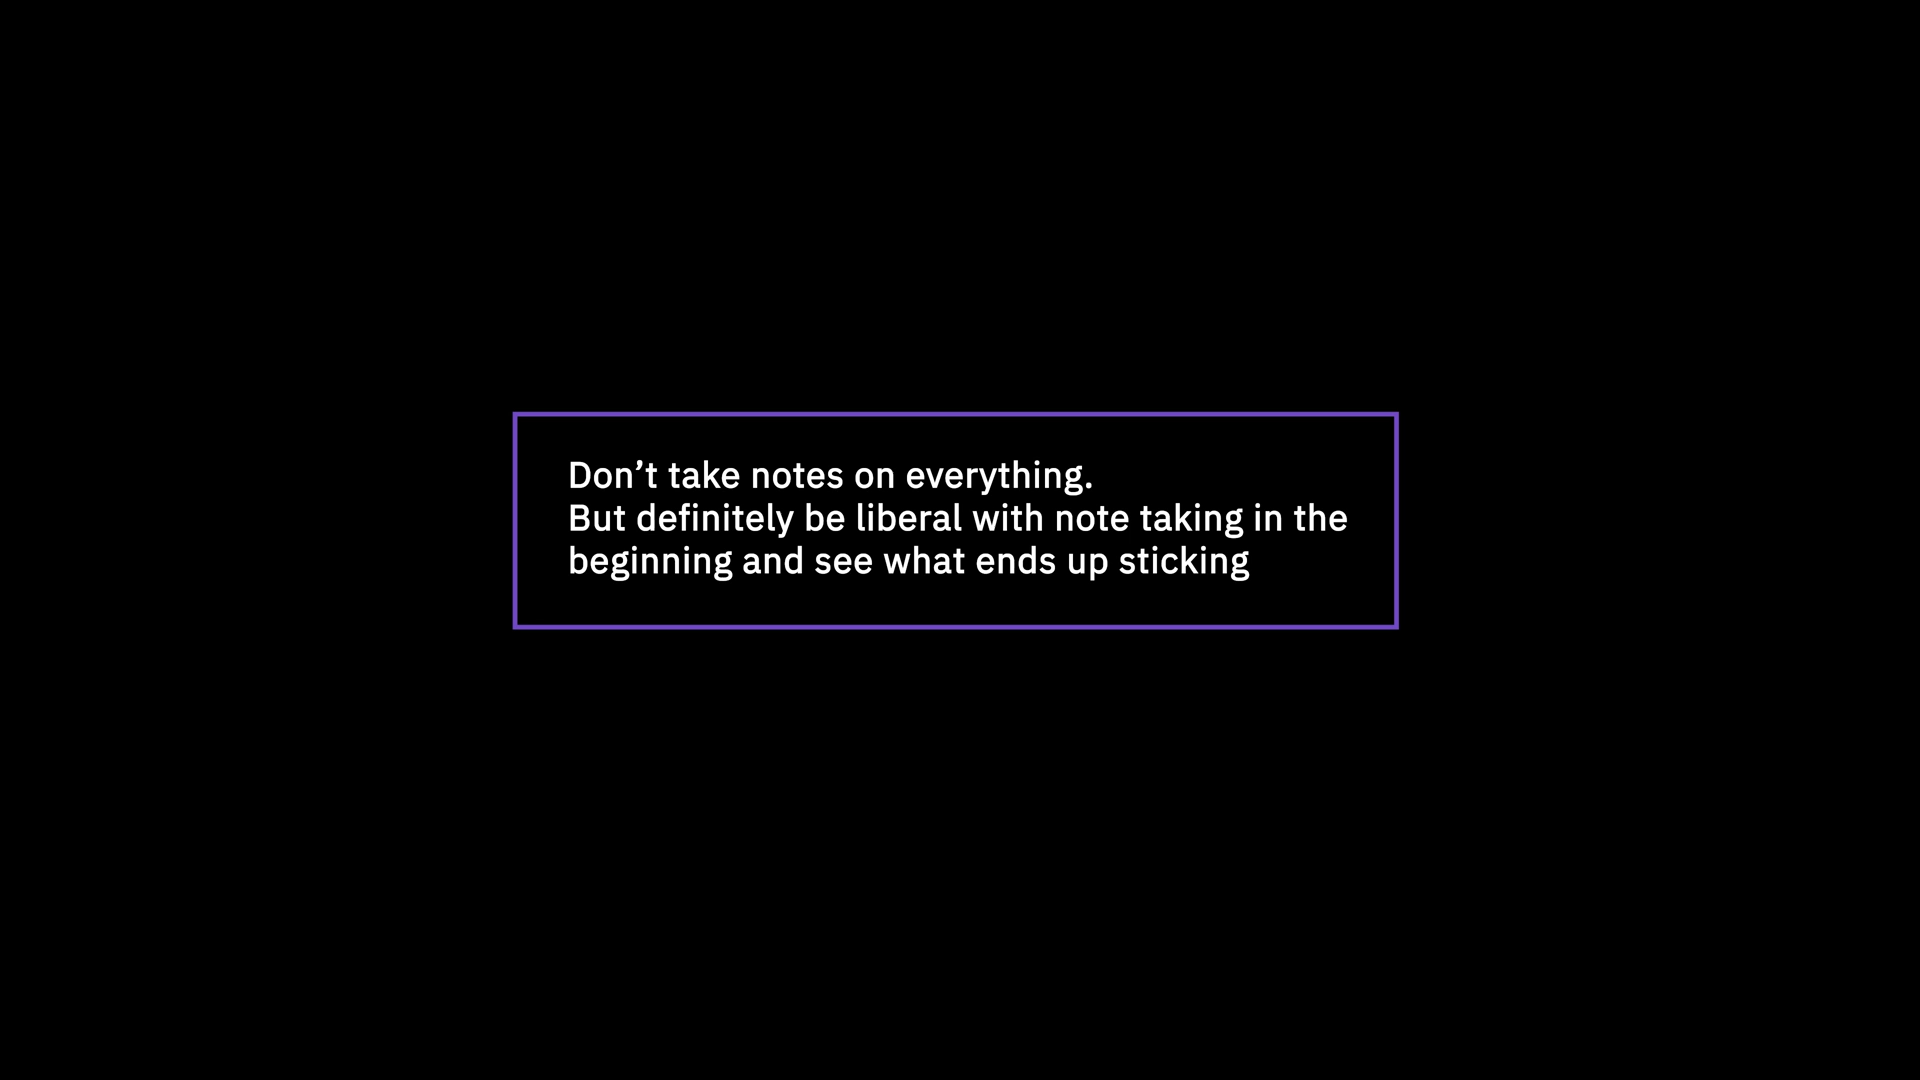 Don’t take notes on everything.
But definitely be liberal with note taking in the
beginning and see what ends up sticking